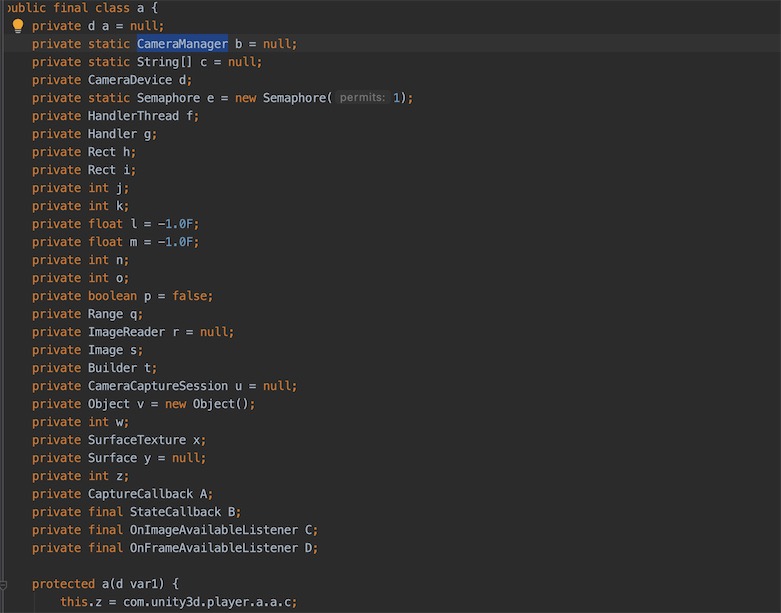 public final class a {
private d a = null;
private static CameraManager b = null;
private static String[] c = null;
private CameraDevice d;
private static Semaphore e = new Semaphore( permits: 1);
private HandlerThread f;
private Handler g;
private Rect h;
private Rect i;
private int j;
private int k;
private float l = -1.0F;
private float m = -1.0F;
private int n;
private int o;
private boolean p = false;
private Range q;
private ImageReader r = null;
private Image s;
private Builder t;
private CameraCaptureSession u = null;
private Object v = new Object();
private int w;
private SurfaceTexture x;
private Surface y = null;
private int z;
private CaptureCallback A;
private final StateCallback B;
private final OnImageAvailableListener C;
private final OnFrameAvailableListener D;
protected a(d var1) {
this.z = com.unity3d.player.a.a.c;